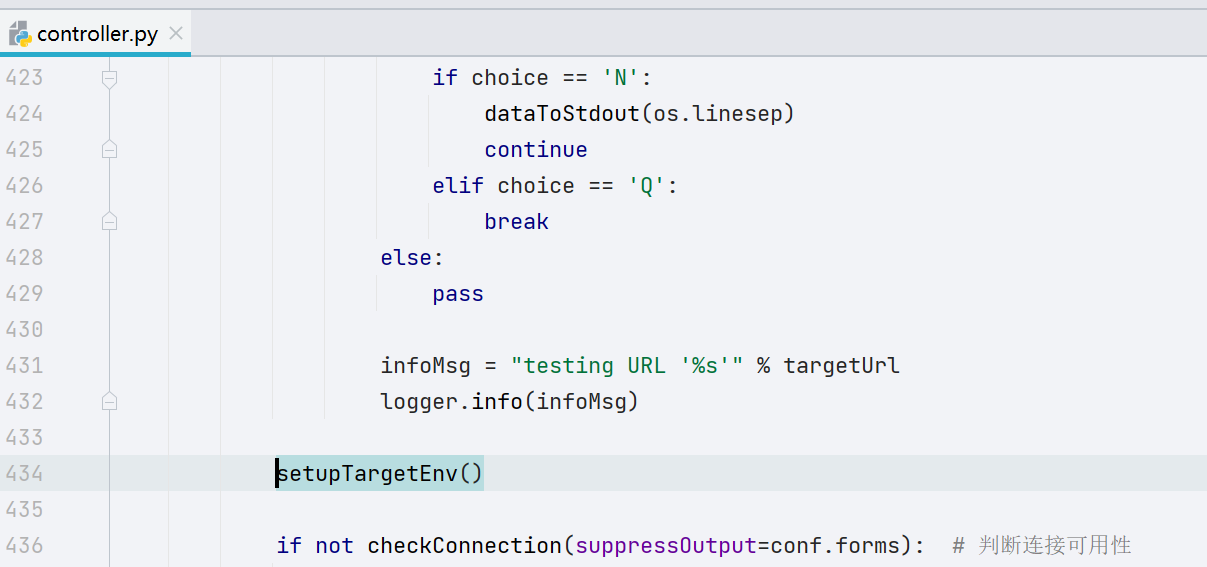 controller.py
423 if choice == 'N':
424 dataToStdout(os.linesep)
425 continue
426 elif choice == 'Q':
427 break
428 else:
429 pass
430
431 infoMsg = "testing URL '%s'" % targetUrl
432 logger.info(infoMsg)
433
434 setupTargetEnv()
435
436 if not checkConnection(suppressOutput=conf.forms): # 判断连接可用性